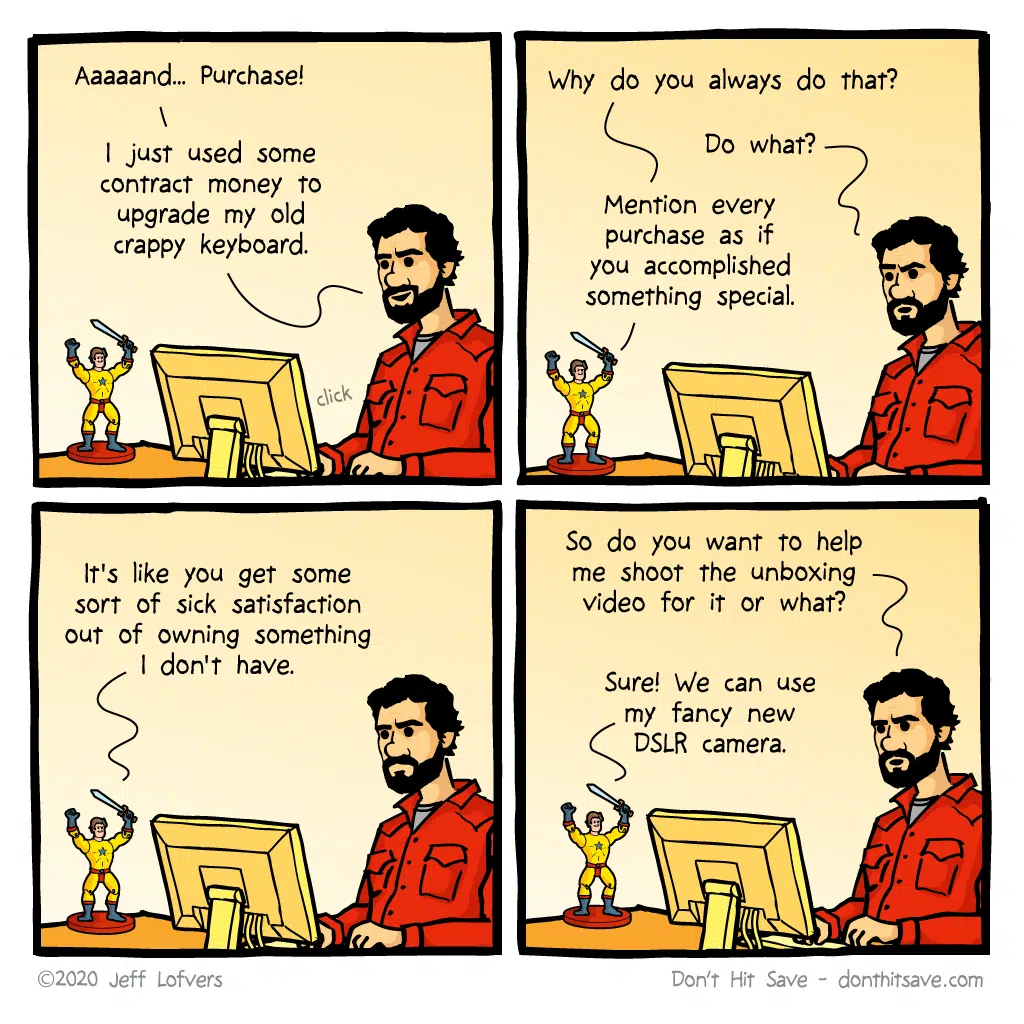 Aaaaand... Purchase!
I just used some
contract money to
upgrade my old
crappy keyboard.
click
Why do you always do that?
Do what?
Mention every
purchase as if
you accomplished
something special.
It's like you get some
sort of sick satisfaction
out of owning something
I don't have.
So do you want to help
me shoot the unboxing
video for it or what?
Sure! We can use
my fancy new
DSLR camera.
©2020 Jeff Lofvers
Don't Hit Save - donthitsave.com